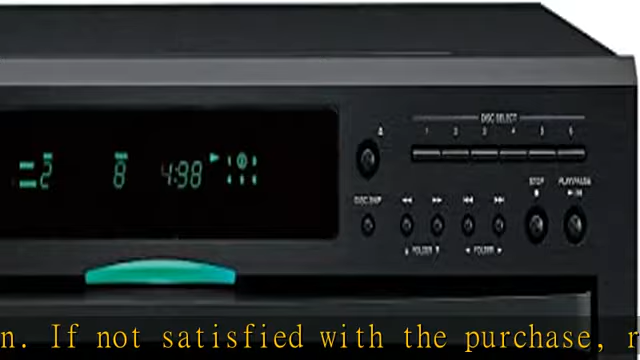 DISC SELECT
1 2 3 4 5 6
2 8 4:98
STOP PLAY/PAUSE
DISC SKIP
FOLDER FOLDER
n. If not satisfied with the purchase, r